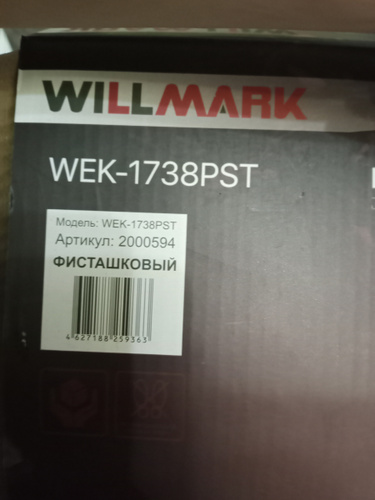 WILLMARK
WEK-1738PST
Модель: WEK-1738PST
Артикул: 2000594
ФИСТАШКОВЫЙ
4 627188 259363